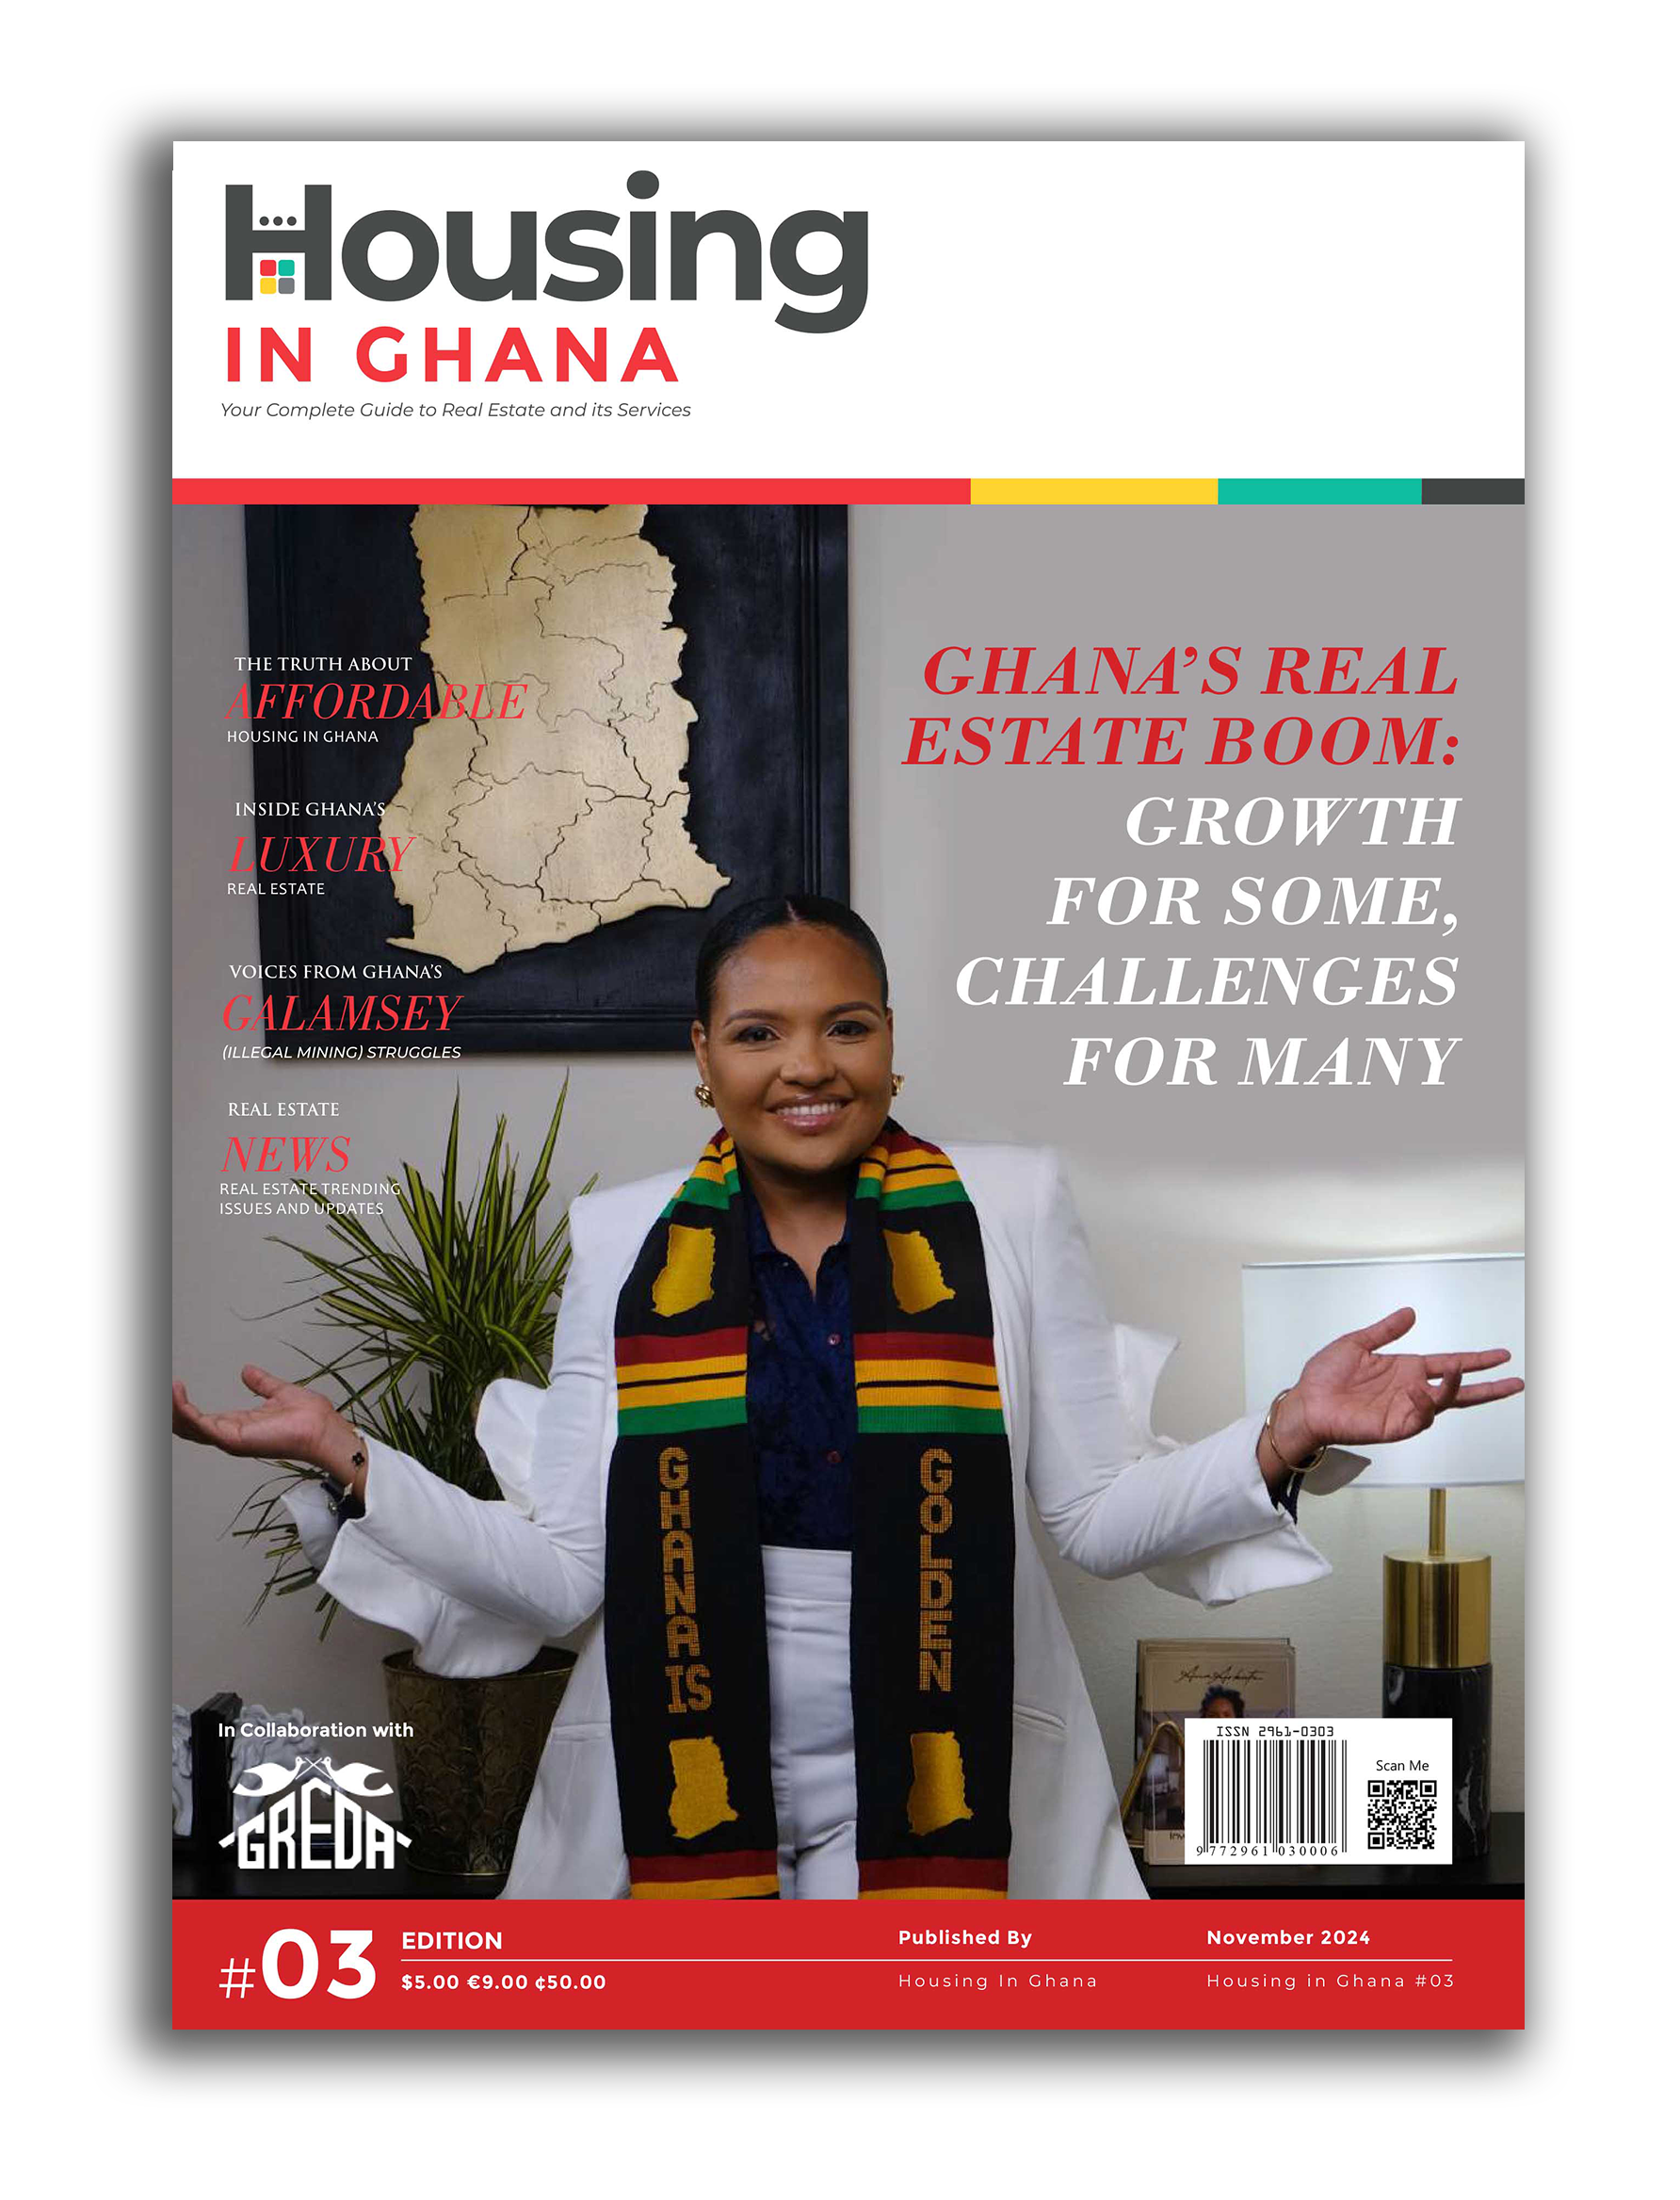 Housing
IN GHANA
Your Complete Guide to Real Estate and its Services
THE TRUTH ABOUT
AFFORDABLE
HOUSING IN GHANA
INSIDE GHANA'S
LUXURY
REAL ESTATE
VOICES FROM GHANA'S
GALAMSEY
(ILLEGAL MINING) STRUGGLES
REAL ESTATE
NEWS
REAL ESTATE TRENDING
ISSUES AND UPDATES
GHANA'S REAL
ESTATE BOOM:
GROWTH
FOR SOME,
CHALLENGES
FOR MANY
GHANA IS
GOLDEN
In Collaboration with
GREDA
ISSN 2961-0303
Scan Me
9 772961 030006
#03
EDITION
$5.00 €9.00 ¢50.00
Published By
Housing In Ghana
November 2024
Housing in Ghana #03